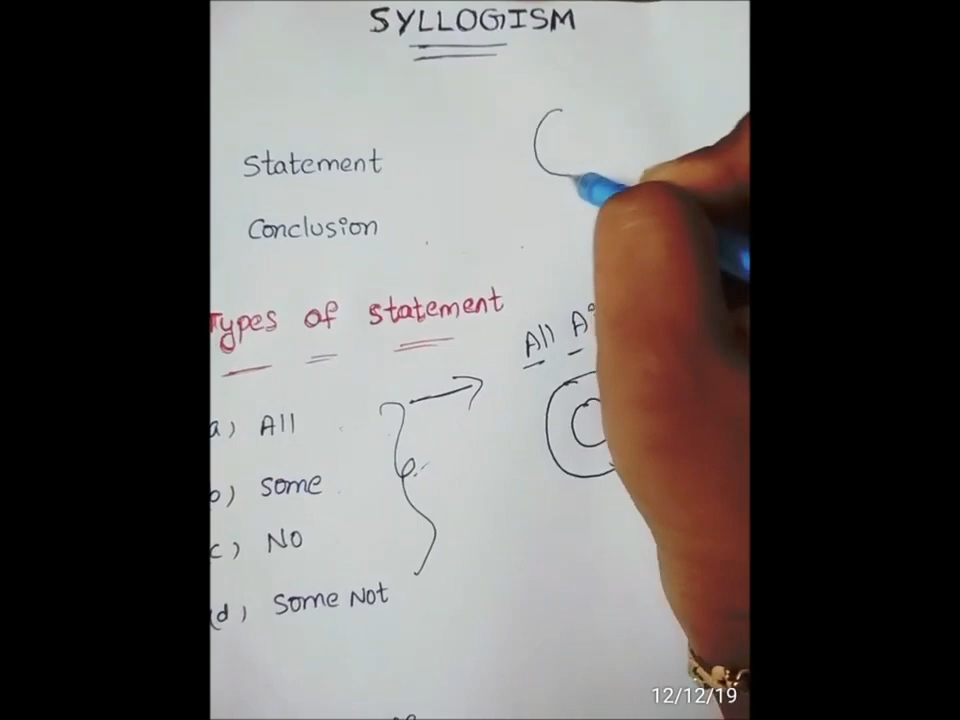 SYLLOGISM
Statement
Conclusion
Types of statement
All A
a) All
b) Some
c) No
(d) Some Not
12/12/19